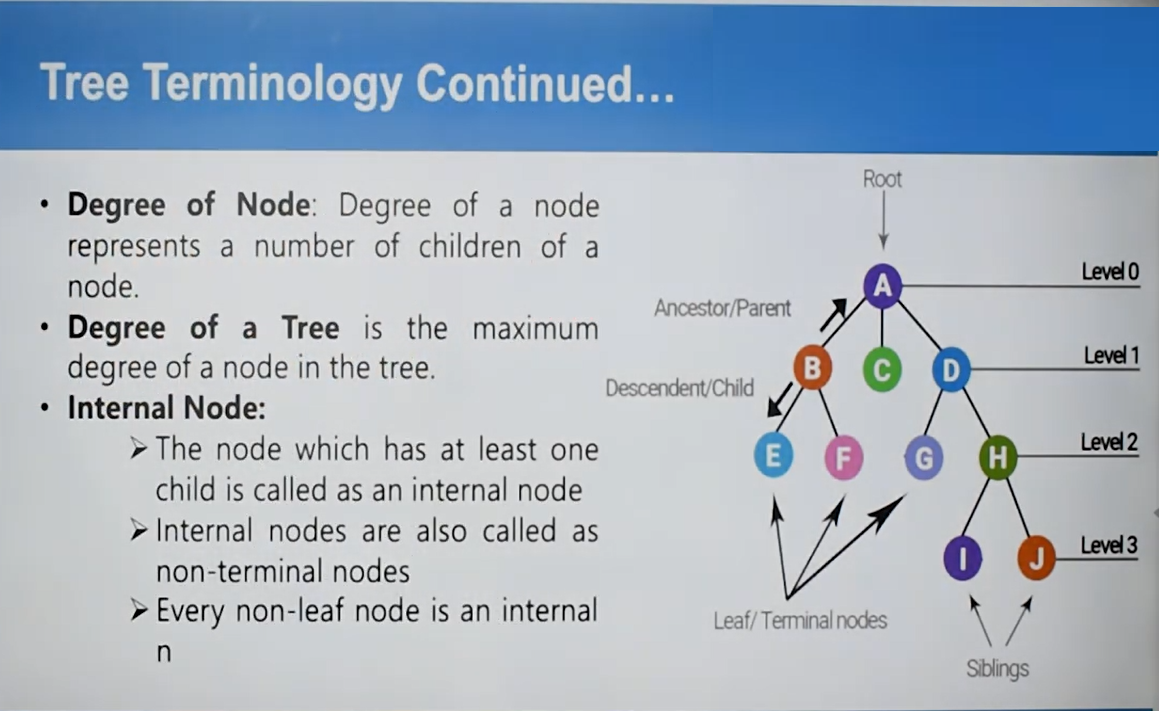 Tree Terminology Continued...
• Degree of Node: Degree of a node
represents a number of children of a
node.
• Degree of a Tree is the maximum
degree of a node in the tree.
• Internal Node:
➢ The node which has at least one
child is called as an internal node
➢ Internal nodes are also called as
non-terminal nodes
➢ Every non-leaf node is an internal
n
Root
A
Level 0
Ancestor/Parent
B
C
D
Level 1
Descendent/Child
E
F
G
H
Level 2
I
J
Level 3
Leaf/ Terminal nodes
Siblings